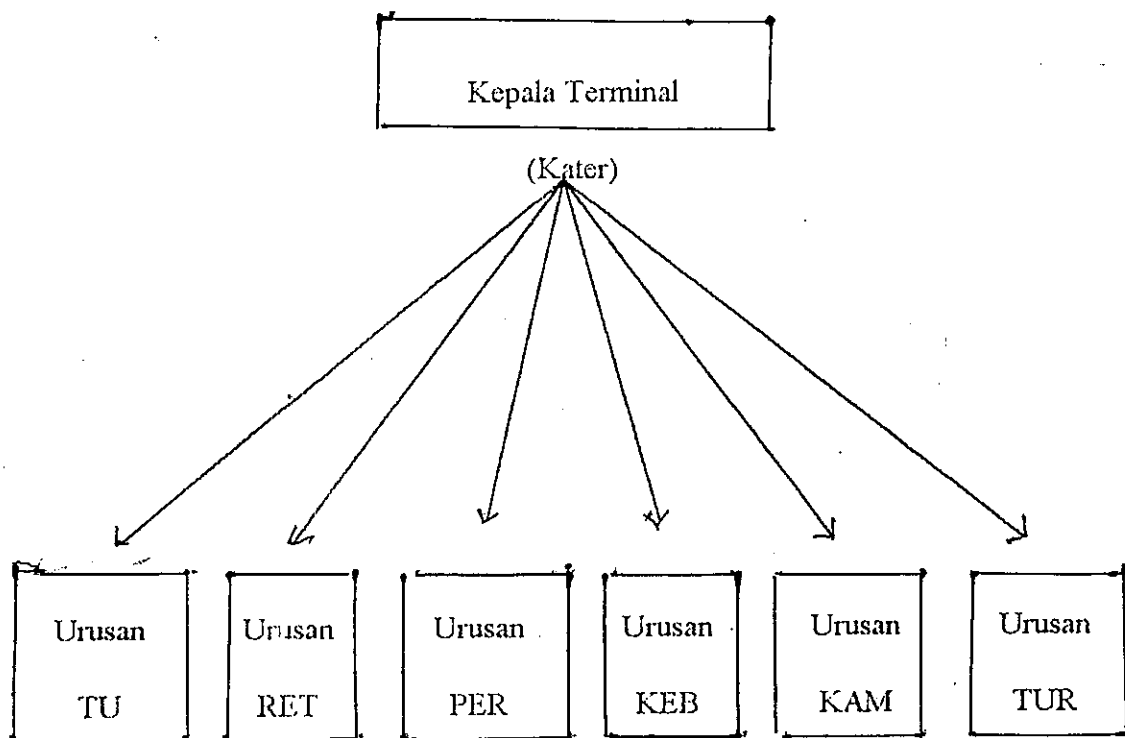 Kepala Terminal
(Kater)
Urusan
TU
Urusan
RET
Urusan
PER
Urusan
KEB
Urusan
KAM
Urusan
TUR